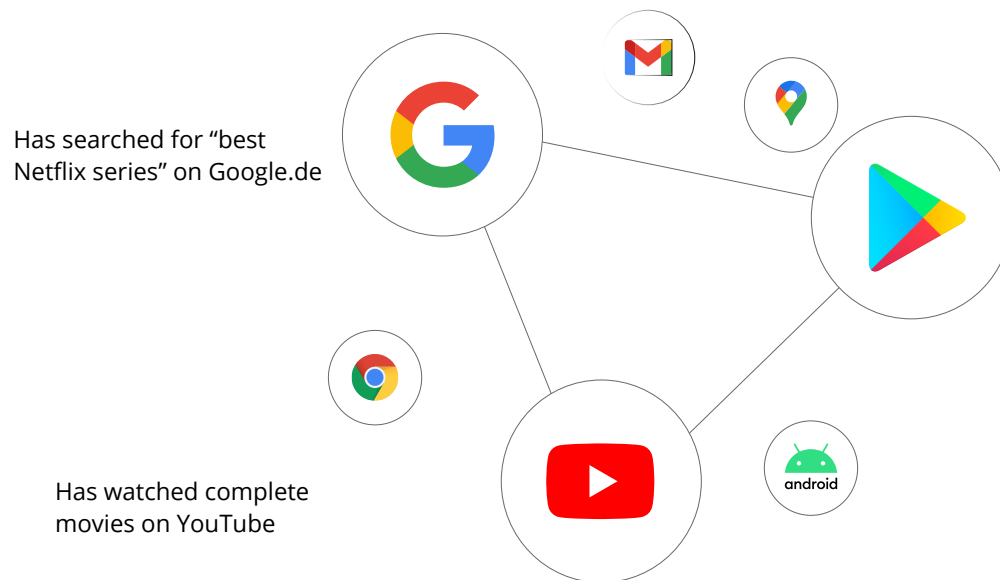 Has searched for “best
Netflix series” on Google.de
Has watched complete
movies on YouTube
android